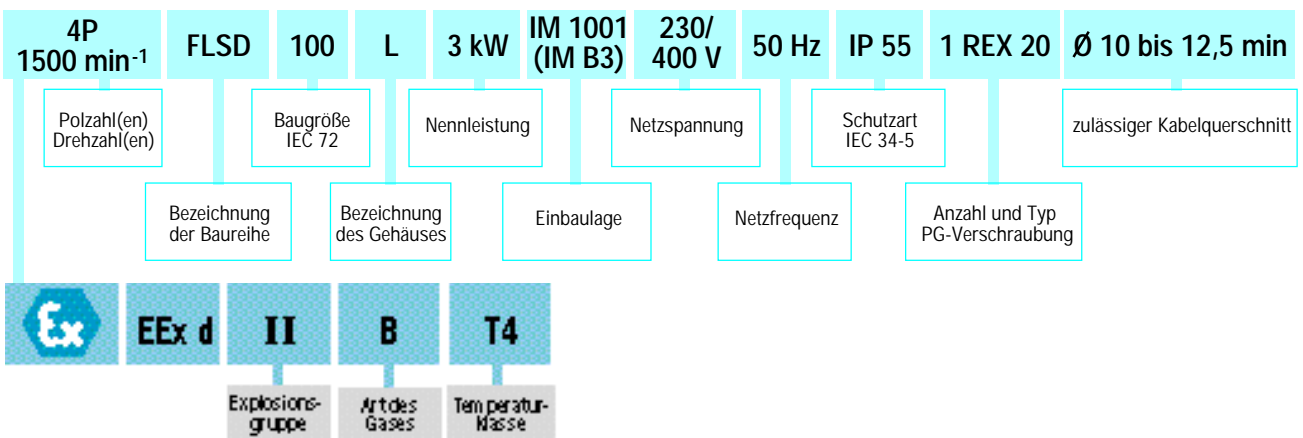 4P
1500 min-1
FLSD
100
L
3 kW
IM 1001
(IM B3)
230/
400 V
50 Hz
IP 55
1 REX 20
Ø 10 bis 12,5 min
Polzahl(en)
Drehzahl(en)
Baugröße
IEC 72
Nennleistung
Netzspannung
Schutzart
IEC 34-5
zulässiger Kabelquerschnitt
Bezeichnung
der Baureihe
Bezeichnung
des Gehäuses
Einbaulage
Netzfrequenz
Anzahl und Typ
PG-Verschraubung
Ex
EEx d
II
B
T4
Explosions-
gruppe
Art des
Gases
Temperatur-
klasse